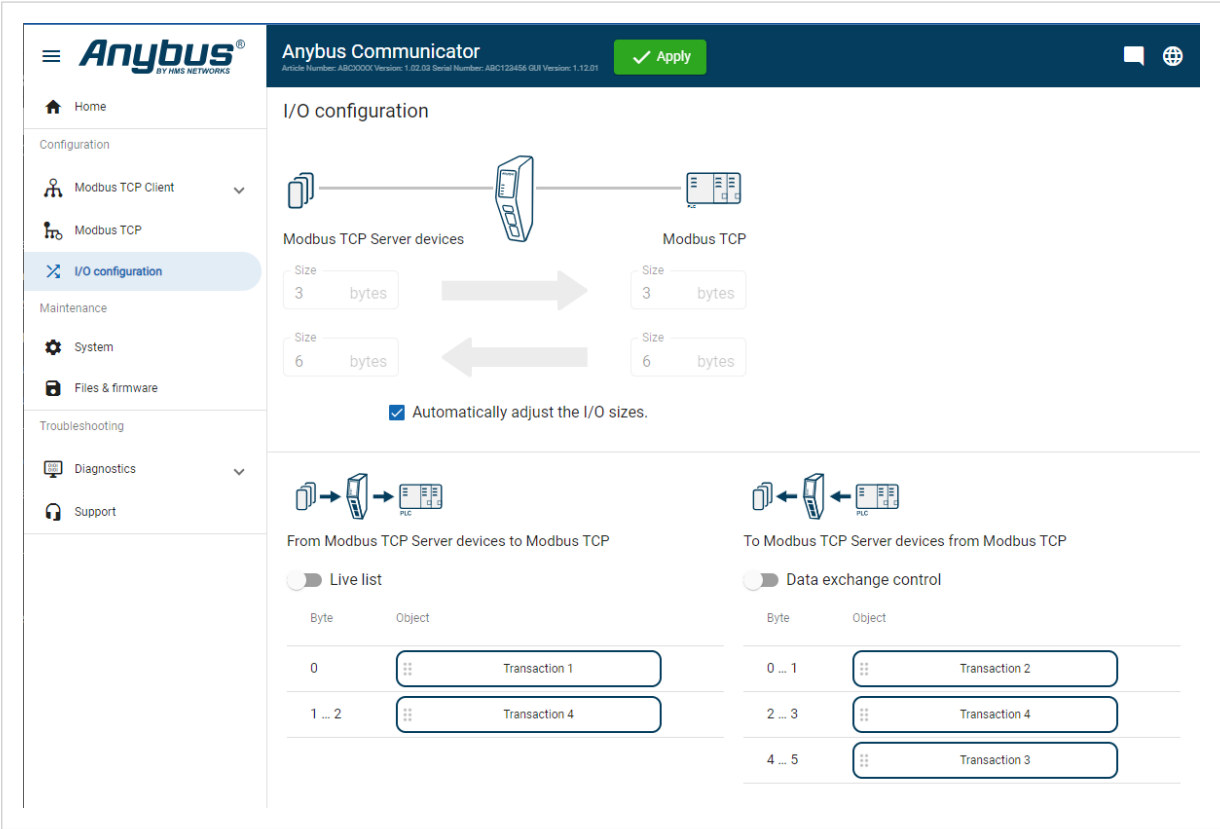 Anybus®
BY HMS NETWORKS
Anybus Communicator
Article Number: ABCXXXX Version: 1.02.03 Serial Number: ABC123456 GUI Version: 1.12.01
Apply
Home
Configuration
Modbus TCP Client
Modbus TCP
I/O configuration
Maintenance
System
Files & firmware
Troubleshooting
Diagnostics
Support
I/O configuration
PLC
Modbus TCP Server devices
Modbus TCP
Size
3 bytes
Size
3 bytes
Size
6 bytes
Size
6 bytes
Automatically adjust the I/O sizes.
PLC
From Modbus TCP Server devices to Modbus TCP
Live list
Byte Object
0 Transaction 1
1 ... 2 Transaction 4
PLC
To Modbus TCP Server devices from Modbus TCP
Data exchange control
Byte Object
0 ... 1 Transaction 2
2 ... 3 Transaction 4
4 ... 5 Transaction 3